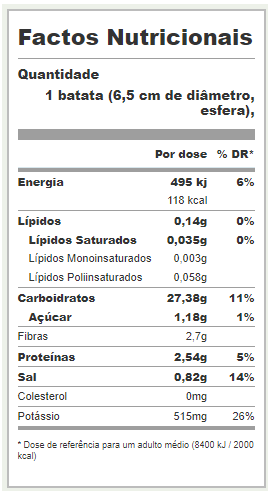 Factos Nutricionais
Quantidade
1 batata (6,5 cm de diâmetro,
esfera),
Por dose % DR*
Energia 495 kj 6%
118 kcal
Lípidos 0,14g 0%
Lípidos Saturados 0,035g 0%
Lípidos Monoinsaturados 0,003g
Lípidos Poliinsaturados 0,058g
Carboidratos 27,38g 11%
Açúcar 1,18g 1%
Fibras 2,7g
Proteínas 2,54g 5%
Sal 0,82g 14%
Colesterol 0mg
Potássio 515mg 26%
* Dose de referência para um adulto médio (8400 kJ / 2000
kcal)